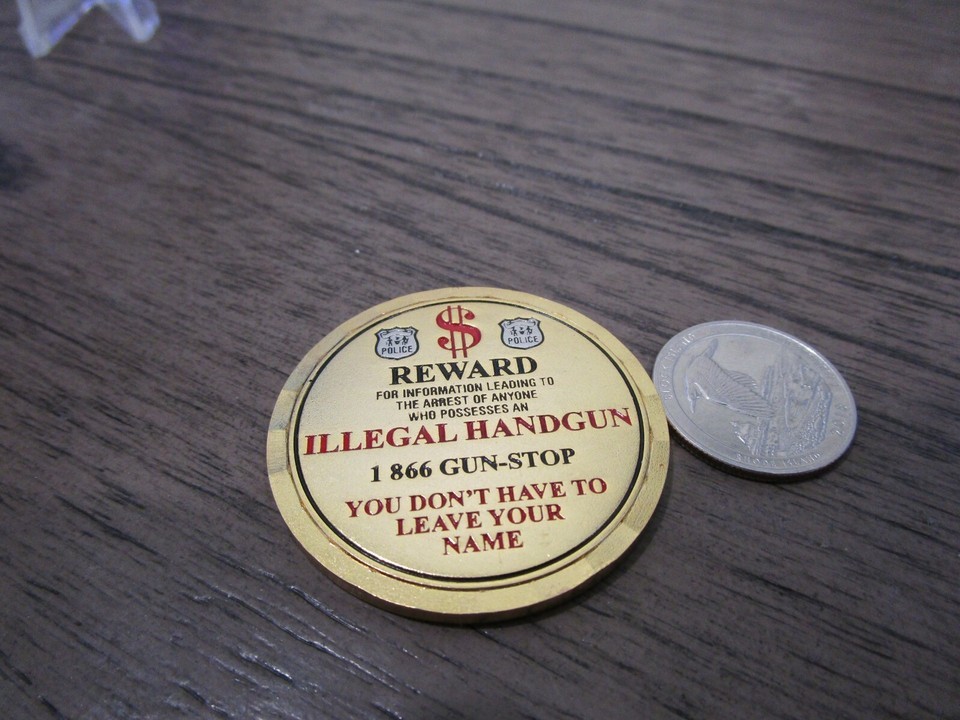 $
POLICE
POLICE
REWARD
FOR INFORMATION LEADING TO
THE ARREST OF ANYONE
WHO POSSESSES AN
ILLEGAL HANDGUN
1 866 GUN-STOP
YOU DON'T HAVE TO
LEAVE YOUR
NAME